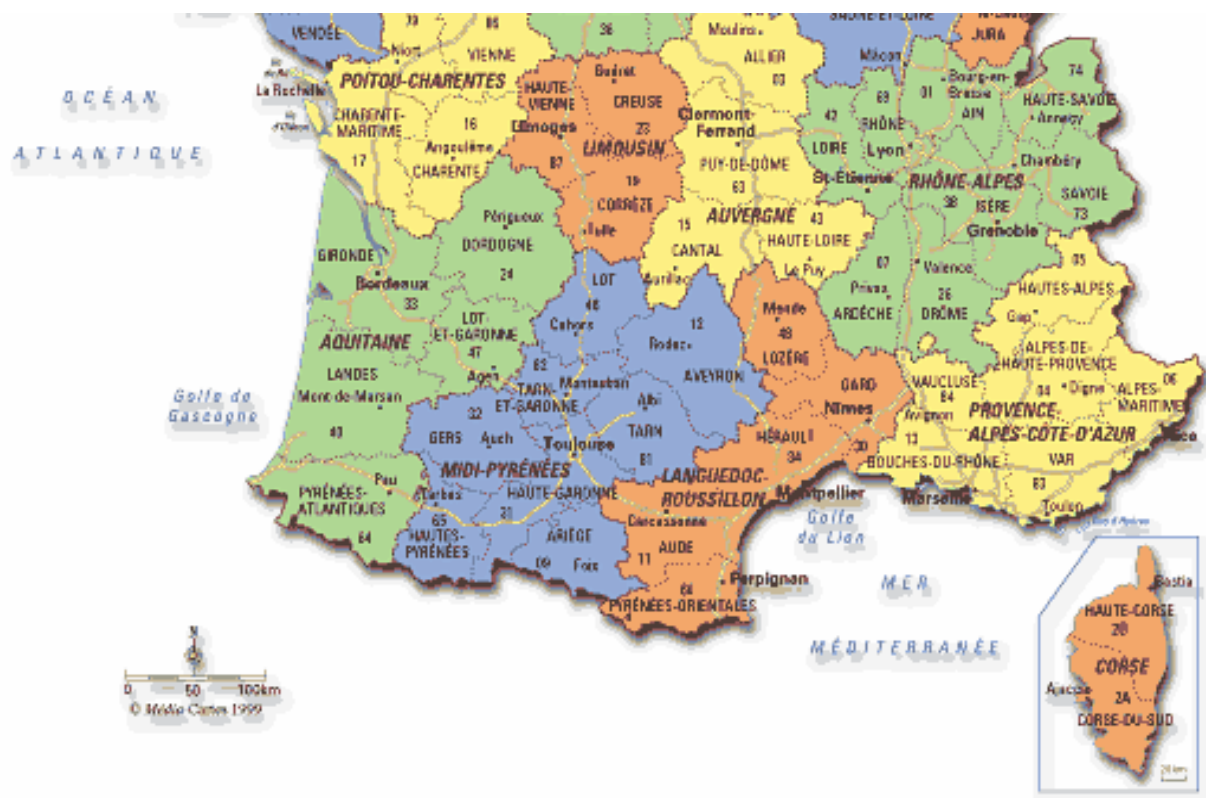 SAÔNE-ET-LOIRE
VENDÉE
79
86
36
Moulins
JURA
Niort
VIENNE
ALLIER
03
Mâcon
Bourg-en-
Bresse
74
La Rochelle
POITOU-CHARENTES
HAUTE-
VIENNE
Guéret
CREUSE
23
Clermont-
Ferrand
69
RHÔNE
01
AIN
HAUTE-SAVOIE
Annecy
OCÉAN
ATLANTIQUE
CHARENTE-
MARITIME
17
16
Angoulême
CHARENTE
Limoges
87
LIMOUSIN
19
CORRÈZE
Tulle
PUY-DE-DÔME
63
42
LOIRE
Lyon
St-Étienne
Chambéry
RHÔNE-ALPES
SAVOIE
73
38
ISÈRE
Grenoble
Périgueux
DORDOGNE
24
15
AUVERGNE
43
CANTAL
HAUTE-LOIRE
Aurillac
Le Puy
GIRONDE
Bordeaux
33
LOT
46
Cahors
07
Privas
ARDÈCHE
Valence
26
DRÔME
05
HAUTES-ALPES
Gap
LOT-
ET-GARONNE
47
Agen
12
Rodez
AVEYRON
Mende
48
LOZÈRE
AQUITAINE
LANDES
Mont-de-Marsan
40
82
Montauban
TARN-
ET-GARONNE
Albi
TARN
81
GARD
Nîmes
30
VAUCLUSE
84
Avignon
ALPES-DE-
HAUTE-PROVENCE
04
Digne
06
ALPES-
MARITIMES
Nice
Golfe de
Gascogne
32
GERS
Auch
Toulouse
MIDI-PYRÉNÉES
HÉRAULT
34
13
BOUCHES-DU-RHÔNE
PROVENCE-
ALPES-CÔTE-D'AZUR
VAR
83
Toulon
Marseille
Pau
PYRÉNÉES-
ATLANTIQUES
64
Tarbes
65
HAUTES-
PYRÉNÉES
HAUTE-GARONNE
31
ARIÈGE
09
Foix
LANGUEDOC-
ROUSSILLON
Montpellier
Carcassonne
AUDE
11
66
PYRÉNÉES-ORIENTALES
Perpignan
Golfe
du Lion
MER
MÉDITERRANÉE
Bastia
HAUTE-CORSE
2B
CORSE
Ajaccio
2A
CORSE-DU-SUD
20 km
N
0 50 100km
© Média Cartes 1999